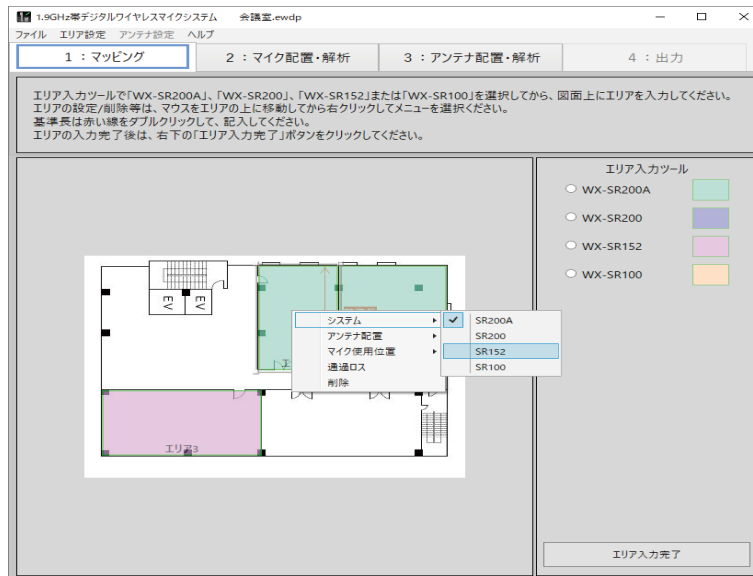 1.9GHz帯デジタルワイヤレスマイクシステム　会議室.ewdp
ファイル　エリア設定　アンテナ設定　ヘルプ
1：マッピング　2：マイク配置・解析　3：アンテナ配置・解析　4：出力
エリア入力ツールで「WX-SR200A」、「WX-SR200」、「WX-SR152」または「WX-SR100」を選択してから、図面上にエリアを入力してください。
エリアの設定/削除等は、マウスをエリアの上に移動してから右クリックしてメニューを選択ください。
基準長は赤い線をダブルクリックして、記入してください。
エリアの入力完了後は、右下の「エリア入力完了」ボタンをクリックしてください。
エリア入力ツール
WX-SR200A
WX-SR200
WX-SR152
WX-SR100
EV
EV
システム
アンテナ配置
マイク使用位置
通過ロス
削除
SR200A
SR200
SR152
SR100
エリア3
エリア入力完了